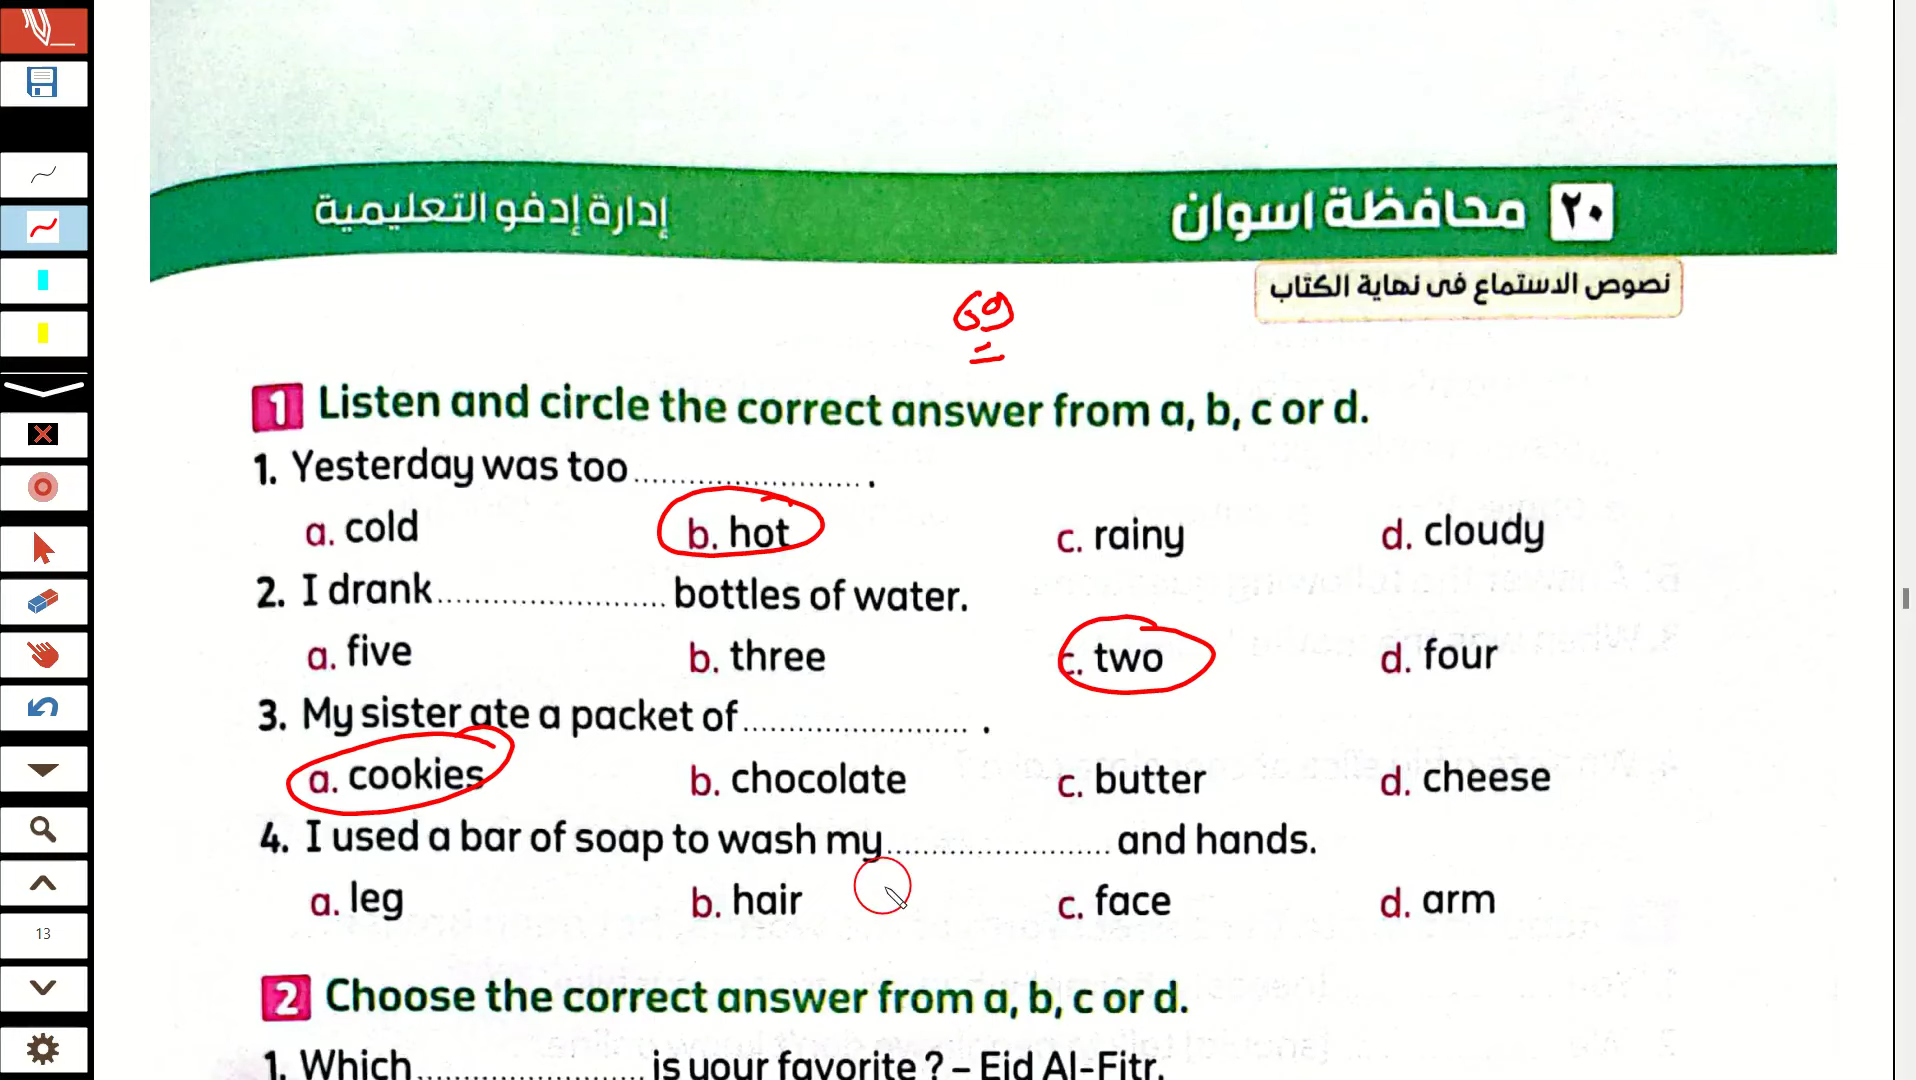 ٢٠ محافظة اسوان إدارة إدفو التعليمية
نصوص الاستماع فى نهاية الكتاب
69
1 Listen and circle the correct answer from a, b, c or d.
1. Yesterday was too ........................ .
a. cold b. hot c. rainy d. cloudy
2. I drank ........................ bottles of water.
a. five b. three c. two d. four
3. My sister ate a packet of ........................ .
a. cookies b. chocolate c. butter d. cheese
4. I used a bar of soap to wash my ........................ and hands.
a. leg b. hair c. face d. arm
2 Choose the correct answer from a, b, c or d.
1. Which ........................ is your favorite ? – Eid Al-Fitr.
13